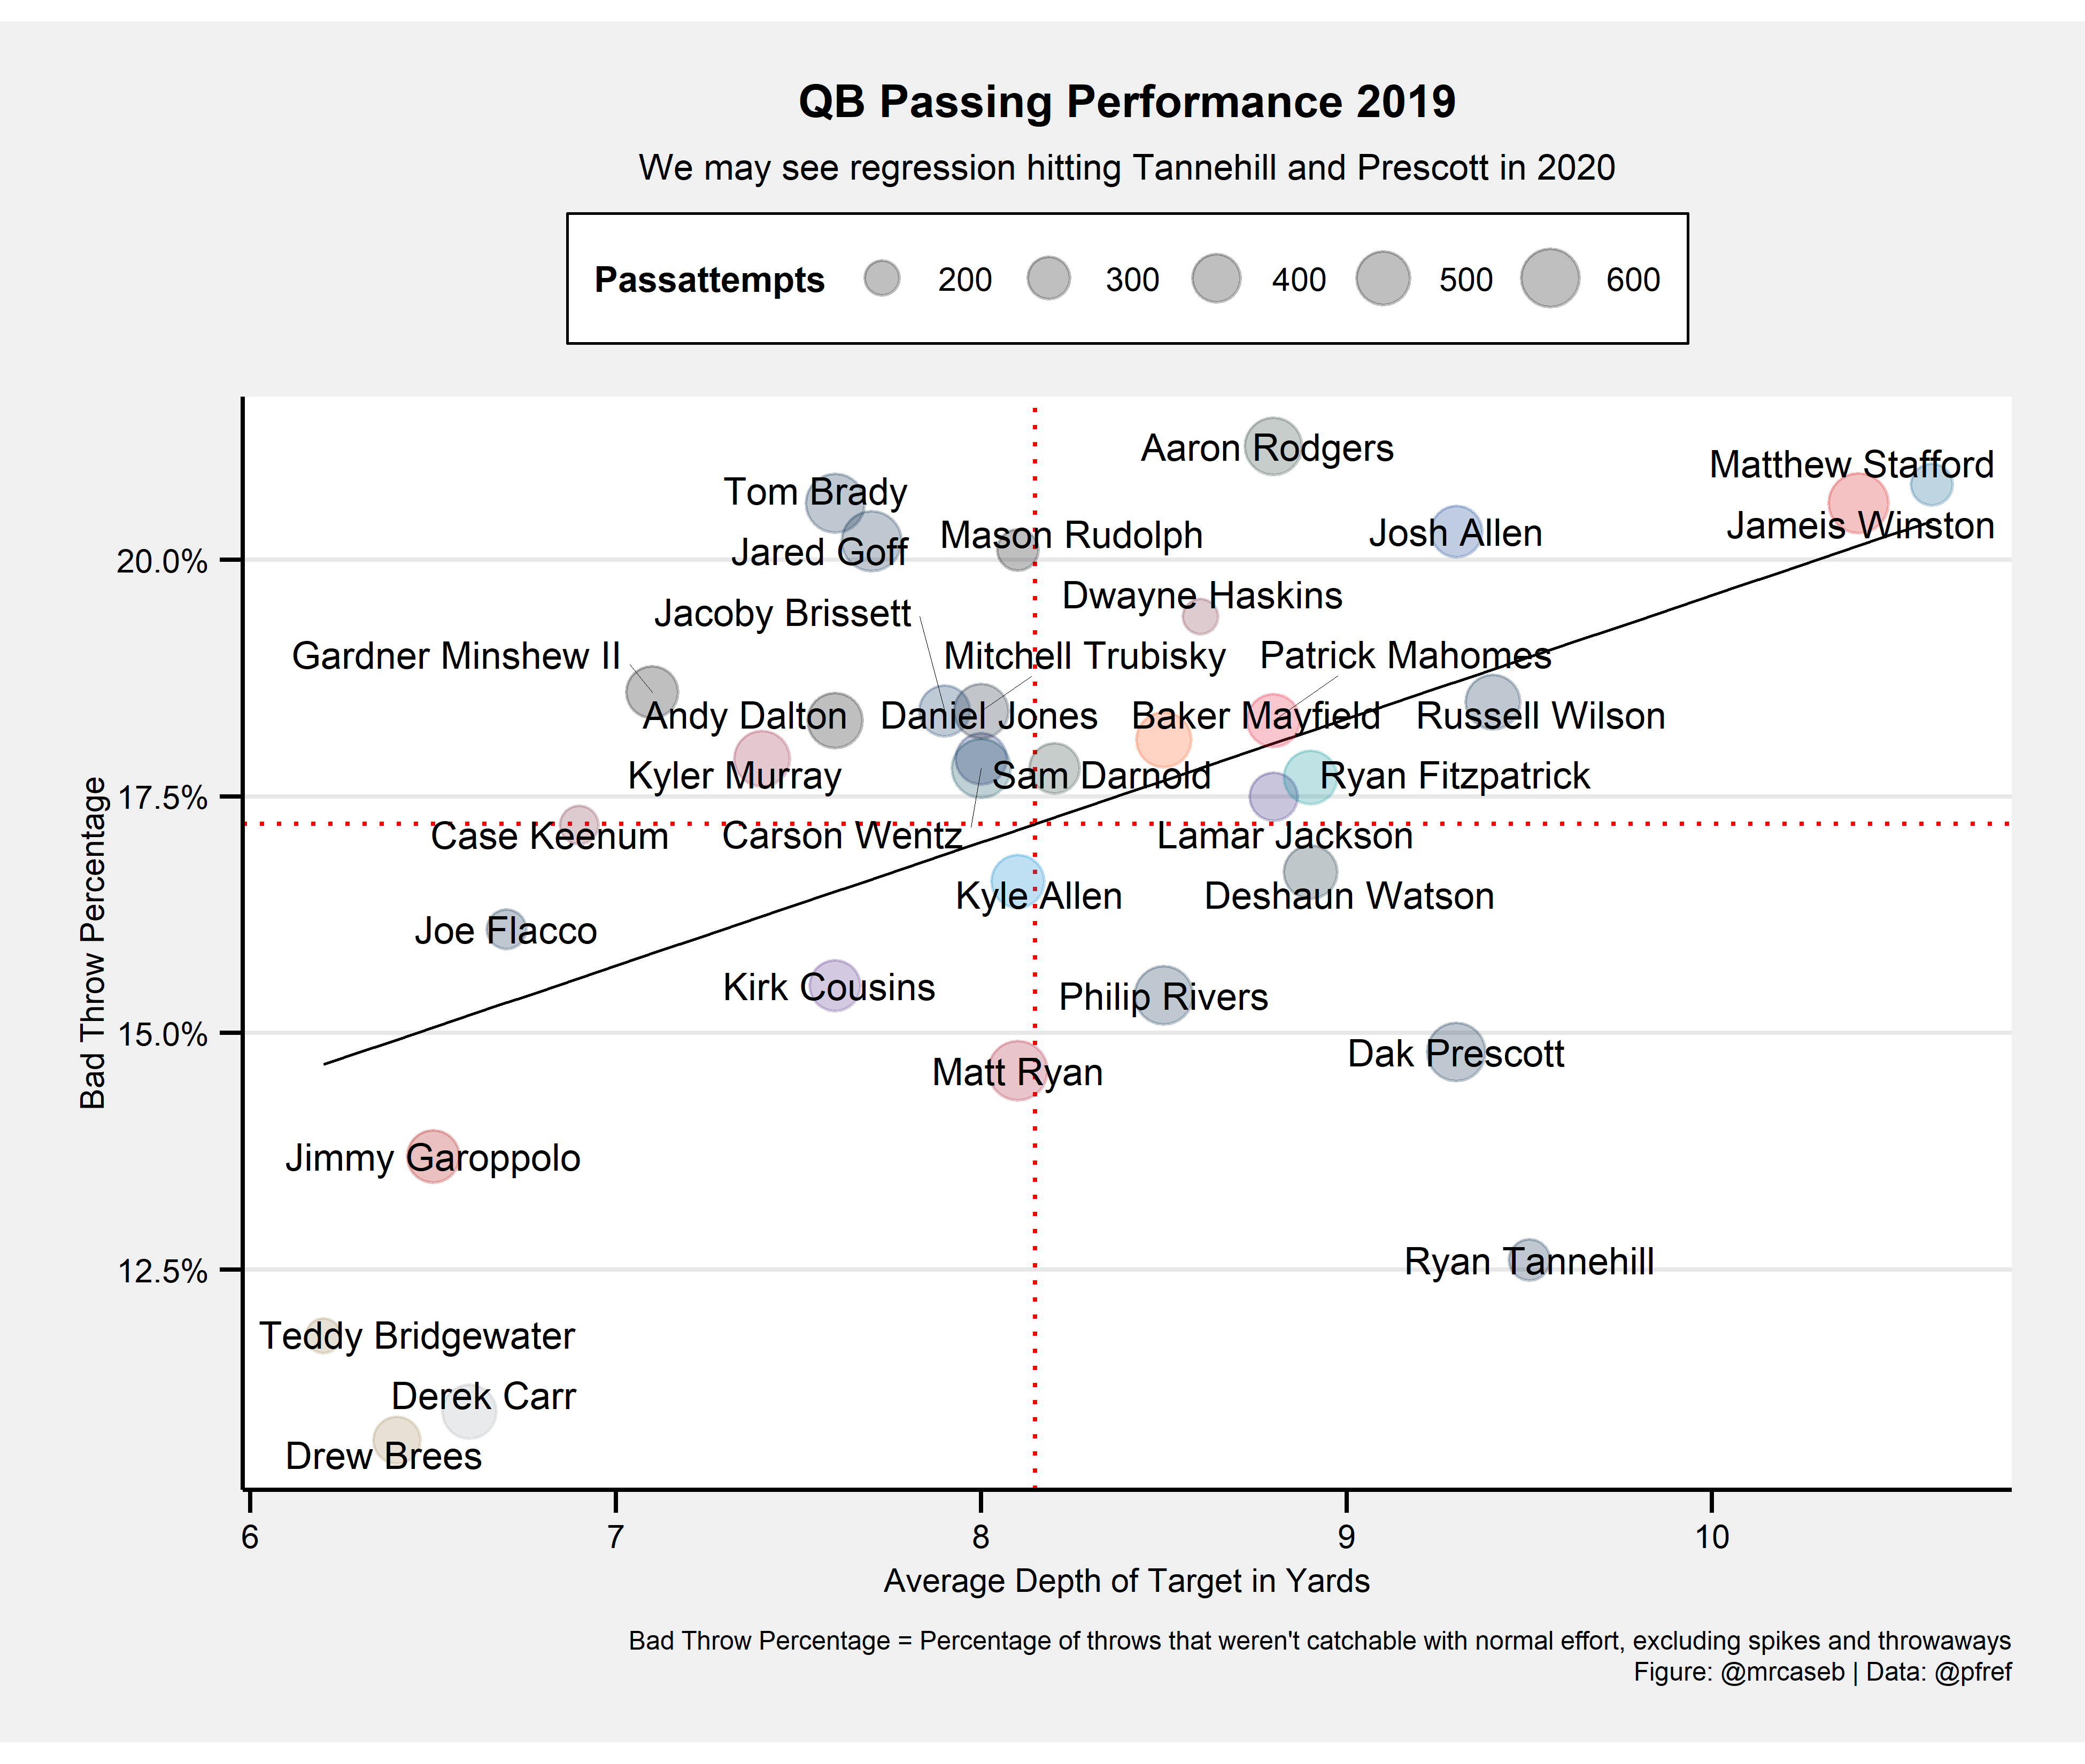 QB Passing Performance 2019
We may see regression hitting Tannehill and Prescott in 2020
Passattempts 200 300 400 500 600
Aaron Rodgers
Matthew Stafford
Tom Brady
Jameis Winston
Josh Allen
Mason Rudolph
Jared Goff
20.0%
Dwayne Haskins
Jacoby Brissett
Gardner Minshew II
Mitchell Trubisky
Patrick Mahomes
Andy Dalton
Daniel Jones
Baker Mayfield
Russell Wilson
Kyler Murray
Sam Darnold
Ryan Fitzpatrick
17.5%
Case Keenum
Carson Wentz
Lamar Jackson
Kyle Allen
Deshaun Watson
Joe Flacco
Kirk Cousins
Philip Rivers
15.0%
Dak Prescott
Matt Ryan
Jimmy Garoppolo
Ryan Tannehill
12.5%
Teddy Bridgewater
Derek Carr
Drew Brees
Bad Throw Percentage
6 7 8 9 10
Average Depth of Target in Yards
Bad Throw Percentage = Percentage of throws that weren't catchable with normal effort, excluding spikes and throwaways
Figure: @mrcaseb | Data: @pfref